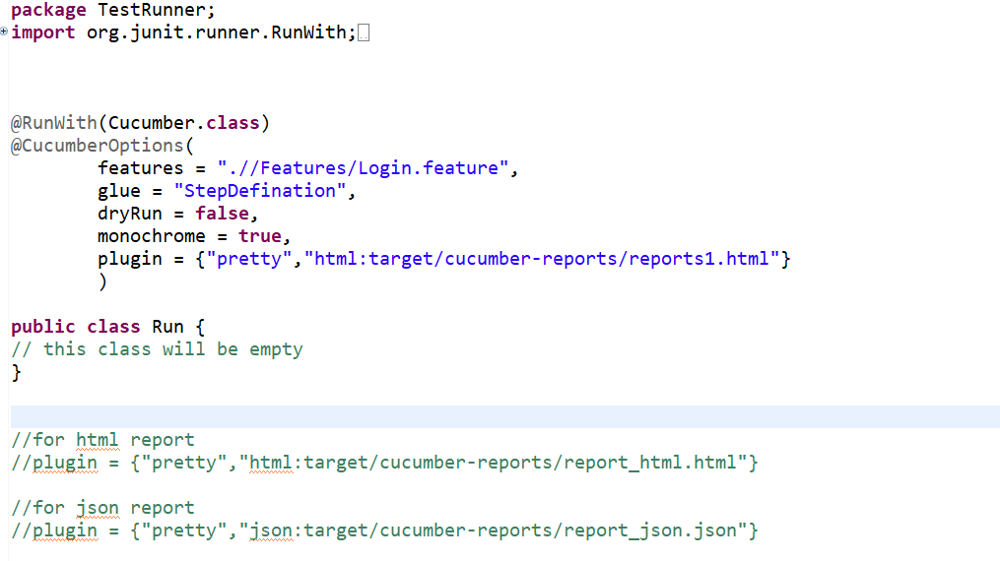 package TestRunner;
import org.junit.runner.RunWith;
@RunWith(Cucumber.class)
@CucumberOptions(
features = ".//Features/Login.feature",
glue = "StepDefination",
dryRun = false,
monochrome = true,
plugin = {"pretty","html:target/cucumber-reports/reports1.html"}
)
public class Run {
// this class will be empty
}
//for html report
//plugin = {"pretty","html:target/cucumber-reports/report_html.html"}
//for json report
//plugin = {"pretty","json:target/cucumber-reports/report_json.json"}